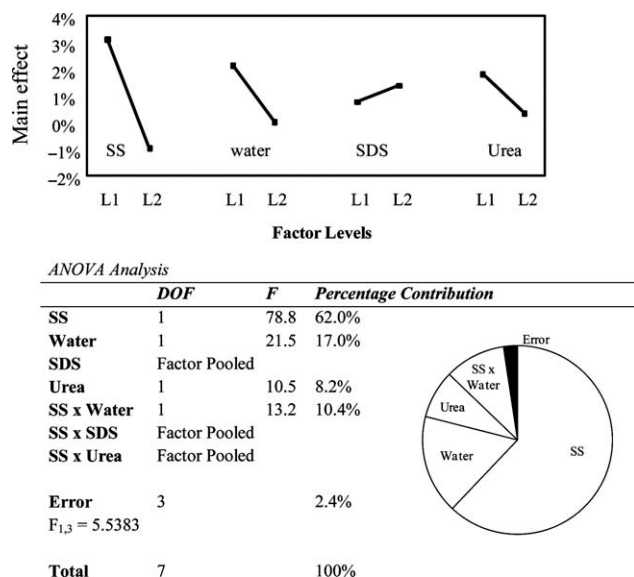 4%
3%
2%
1%
0%
−1%
−2%
Main effect
SS water SDS Urea
L1 L2 L1 L2 L1 L2 L1 L2
Factor Levels
ANOVA Analysis
DOF F Percentage Contribution
SS 1 78.8 62.0%
Water 1 21.5 17.0%
SDS Factor Pooled
Urea 1 10.5 8.2%
SS x Water 1 13.2 10.4%
SS x SDS Factor Pooled
SS x Urea Factor Pooled
Error 3 2.4%
F1,3 = 5.5383
Total 7 100%
Error
SS x
Water
Urea
Water
SS